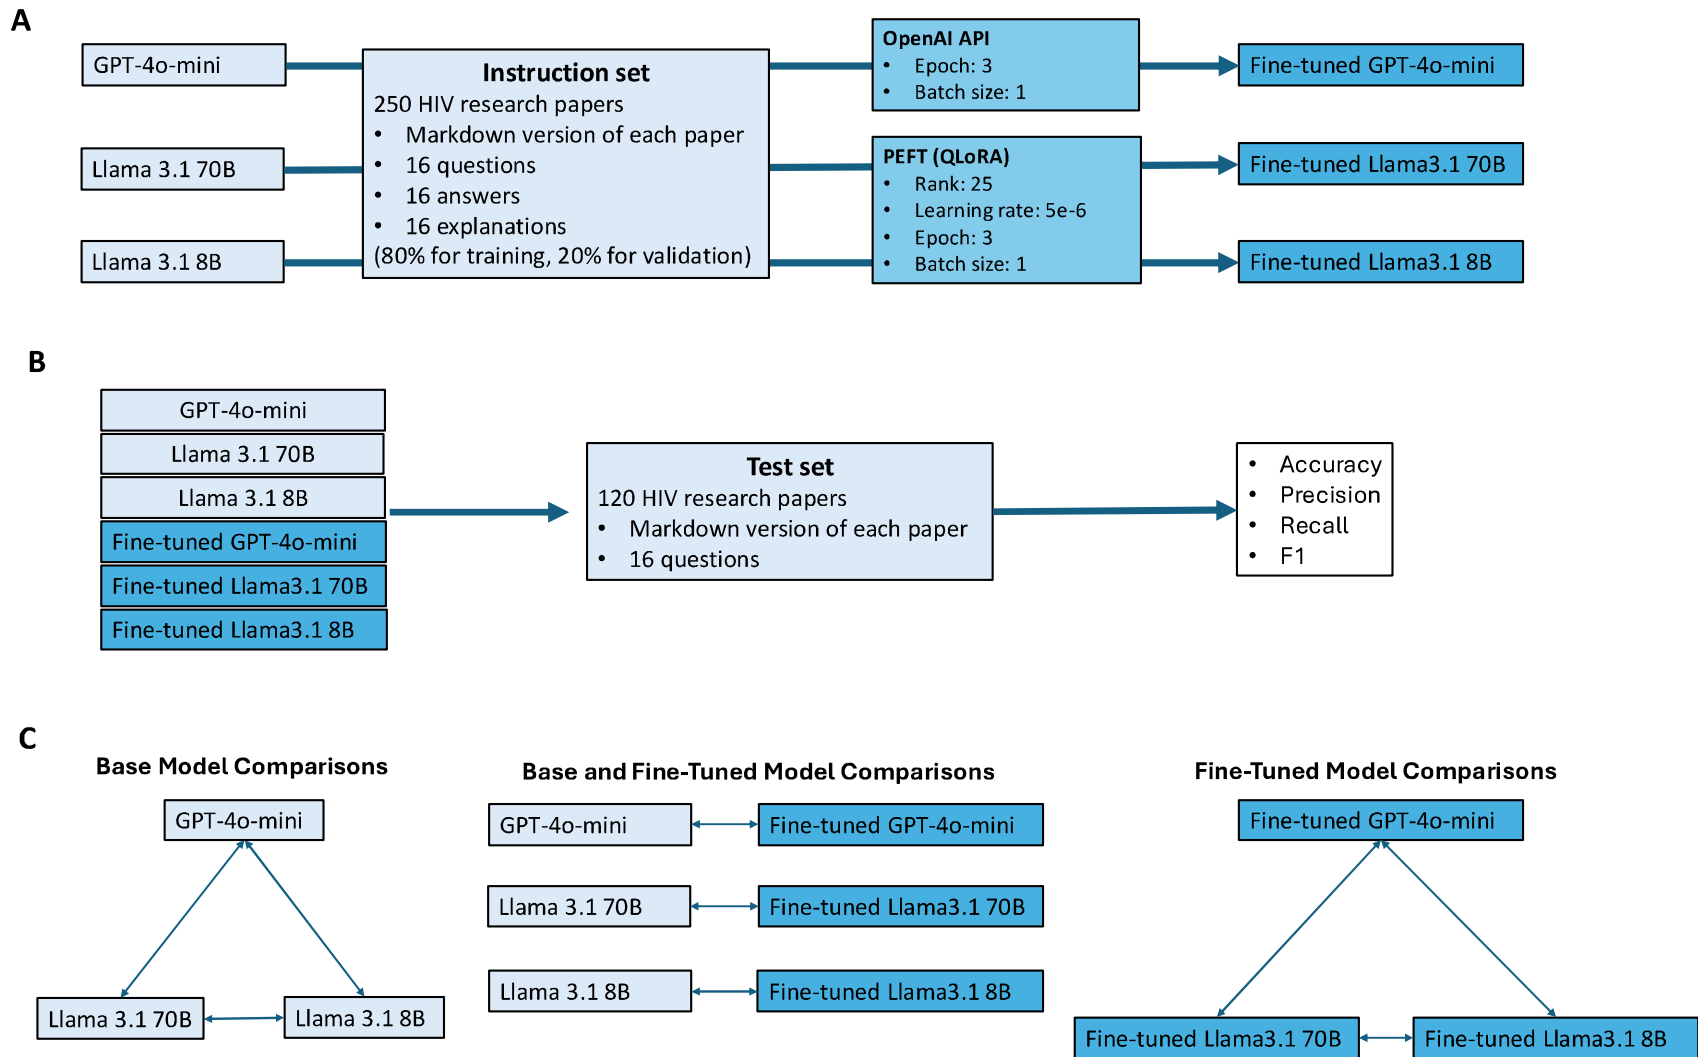 A
GPT-4o-mini
Llama 3.1 70B
Llama 3.1 8B
Instruction set
250 HIV research papers
• Markdown version of each paper
• 16 questions
• 16 answers
• 16 explanations
(80% for training, 20% for validation)
OpenAI API
• Epoch: 3
• Batch size: 1
PEFT (QLoRA)
• Rank: 25
• Learning rate: 5e-6
• Epoch: 3
• Batch size: 1
Fine-tuned GPT-4o-mini
Fine-tuned Llama3.1 70B
Fine-tuned Llama3.1 8B
B
GPT-4o-mini
Llama 3.1 70B
Llama 3.1 8B
Fine-tuned GPT-4o-mini
Fine-tuned Llama3.1 70B
Fine-tuned Llama3.1 8B
Test set
120 HIV research papers
• Markdown version of each paper
• 16 questions
• Accuracy
• Precision
• Recall
• F1
C
Base Model Comparisons
GPT-4o-mini
Llama 3.1 70B
Llama 3.1 8B
Base and Fine-Tuned Model Comparisons
GPT-4o-mini
Fine-tuned GPT-4o-mini
Llama 3.1 70B
Fine-tuned Llama3.1 70B
Llama 3.1 8B
Fine-tuned Llama3.1 8B
Fine-Tuned Model Comparisons
Fine-tuned GPT-4o-mini
Fine-tuned Llama3.1 70B
Fine-tuned Llama3.1 8B